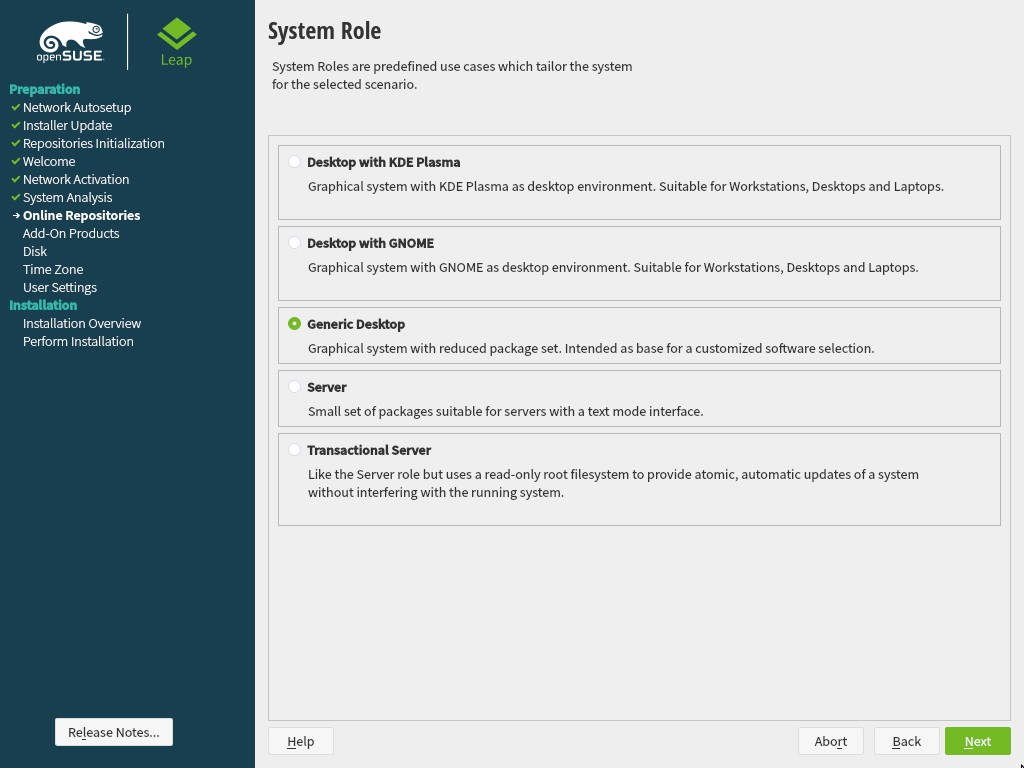 openSUSE
Leap
Preparation
Network Autosetup
Installer Update
Repositories Initialization
Welcome
Network Activation
System Analysis
Online Repositories
Add-On Products
Disk
Time Zone
User Settings
Installation
Installation Overview
Perform Installation
Release Notes...
System Role
System Roles are predefined use cases which tailor the system
for the selected scenario.
Desktop with KDE Plasma
Graphical system with KDE Plasma as desktop environment. Suitable for Workstations, Desktops and Laptops.
Desktop with GNOME
Graphical system with GNOME as desktop environment. Suitable for Workstations, Desktops and Laptops.
Generic Desktop
Graphical system with reduced package set. Intended as base for a customized software selection.
Server
Small set of packages suitable for servers with a text mode interface.
Transactional Server
Like the Server role but uses a read-only root filesystem to provide atomic, automatic updates of a system
without interfering with the running system.
Help
Abort
Back
Next